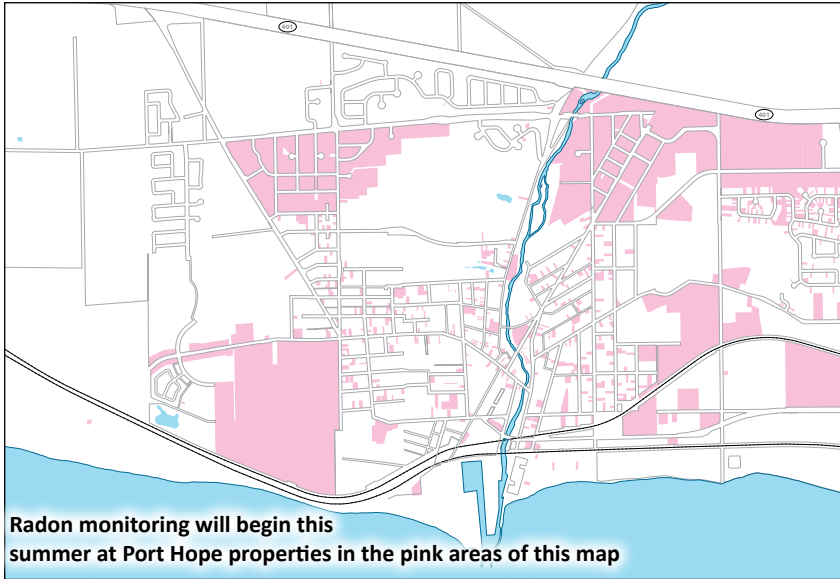 401
401
Radon monitoring will begin this
summer at Port Hope properties in the pink areas of this map